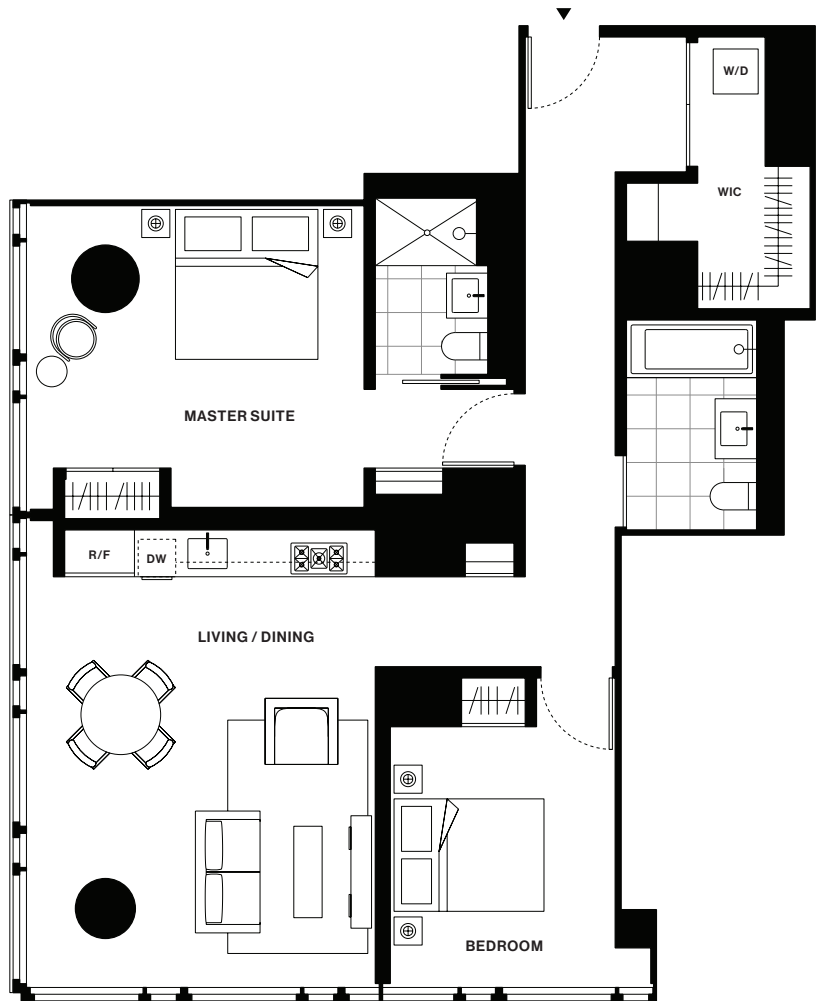 W/D
WIC
MASTER SUITE
R/F
DW
LIVING / DINING
BEDROOM